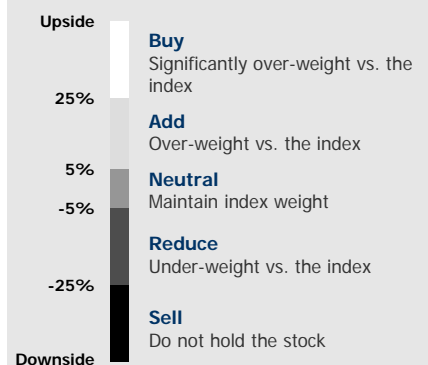 Upside
Buy
Significantly over-weight vs. the
index
25%
Add
Over-weight vs. the index
5%
Neutral
Maintain index weight
-5%
Reduce
Under-weight vs. the index
-25%
Sell
Do not hold the stock
Downside